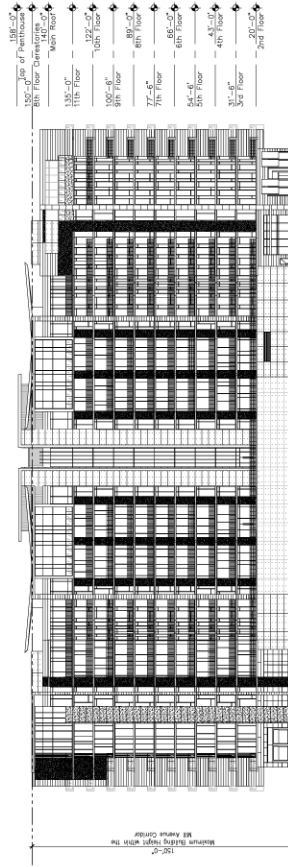 158'-0"
Top of Penthouse
150'-0"
8th Floor Clerestories
140'-0"
Main Roof
135'-0"
11th Floor
122'-0"
10th Floor
100'-6"
9th Floor
89'-0"
8th Floor
77'-6"
7th Floor
66'-0"
6th Floor
54'-6"
5th Floor
43'-0"
4th Floor
31'-6"
3rd Floor
20'-0"
2nd Floor
150'-0"
Maximum Building Height within the
Mill Avenue Corridor